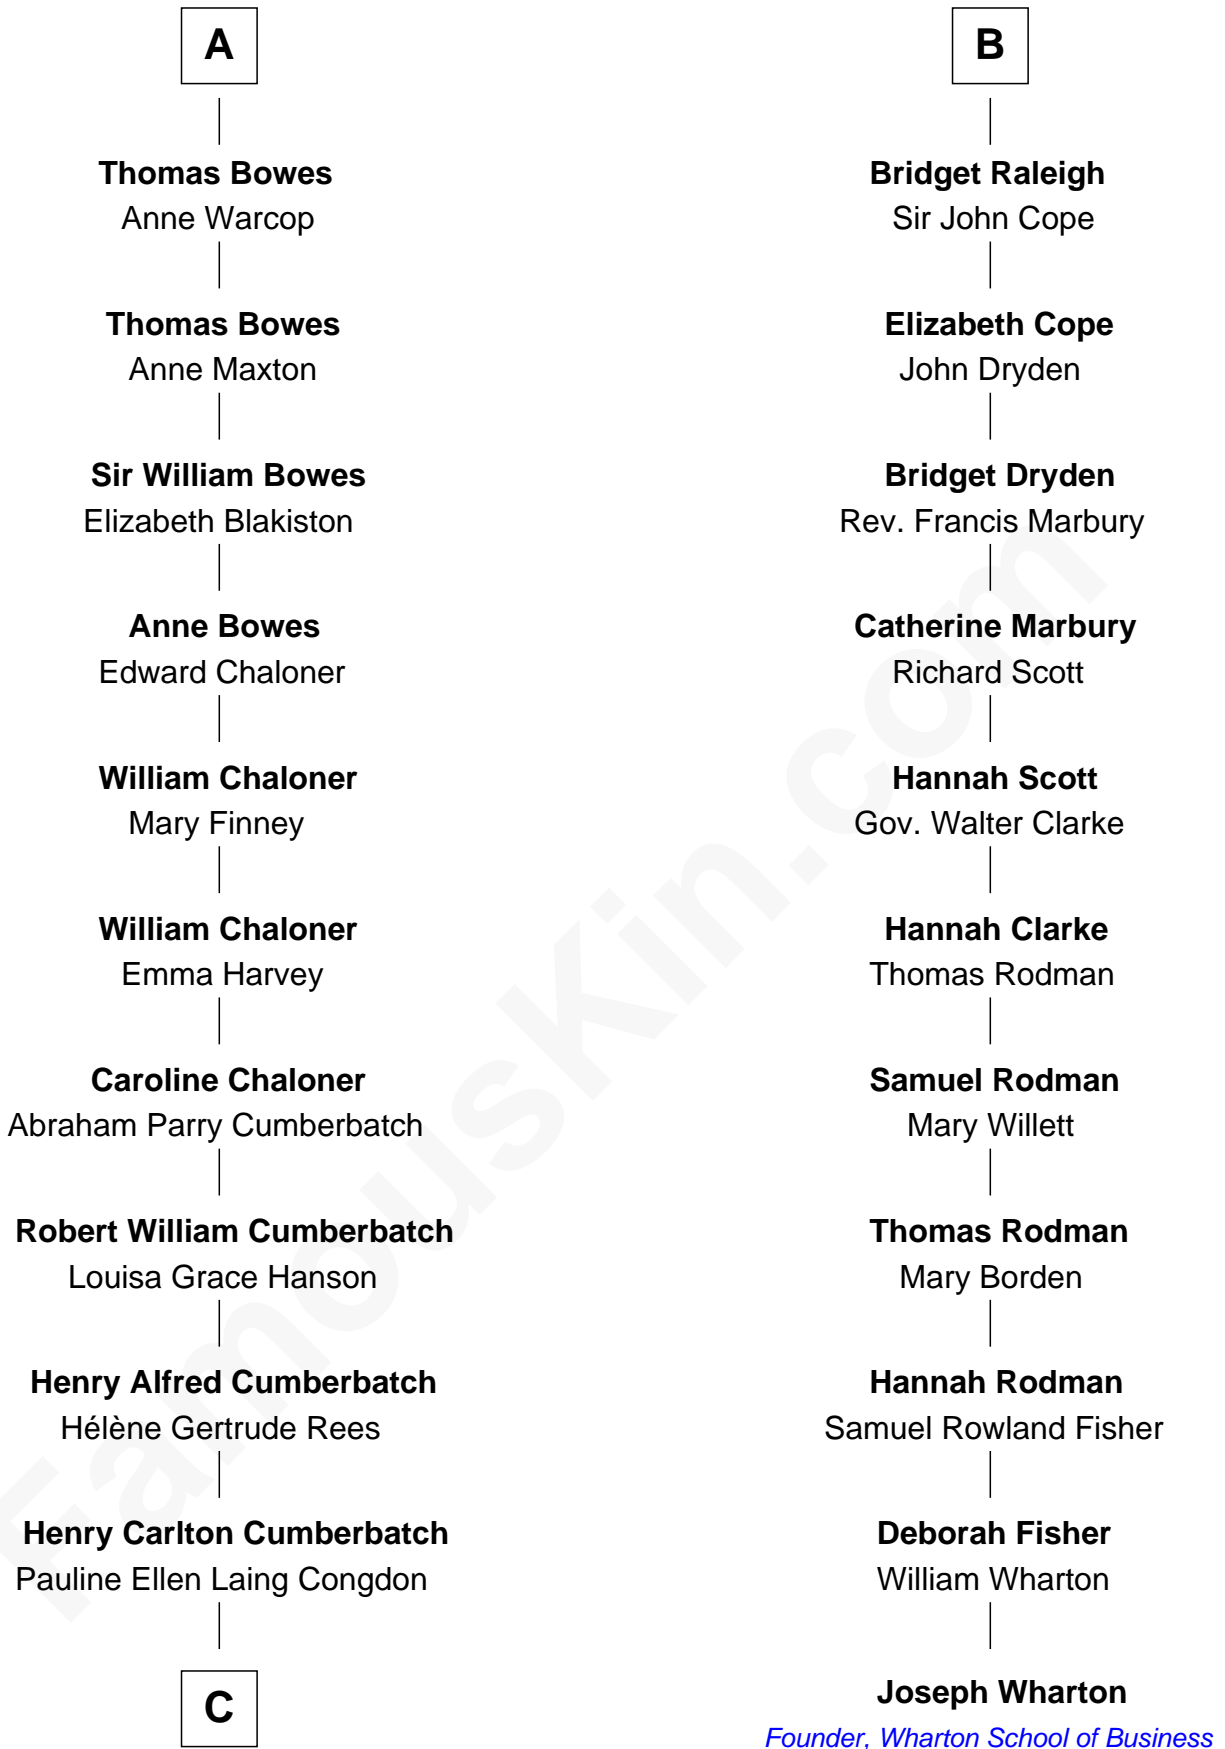 A
Thomas Bowes
Anne Warcop
Thomas Bowes
Anne Maxton
Sir William Bowes
Elizabeth Blakiston
Anne Bowes
Edward Chaloner
William Chaloner
Mary Finney
William Chaloner
Emma Harvey
Caroline Chaloner
Abraham Parry Cumberbatch
Robert William Cumberbatch
Louisa Grace Hanson
Henry Alfred Cumberbatch
Hélène Gertrude Rees
Henry Carlton Cumberbatch
Pauline Ellen Laing Congdon
C
B
Bridget Raleigh
Sir John Cope
Elizabeth Cope
John Dryden
Bridget Dryden
Rev. Francis Marbury
Catherine Marbury
Richard Scott
Hannah Scott
Gov. Walter Clarke
Hannah Clarke
Thomas Rodman
Samuel Rodman
Mary Willett
Thomas Rodman
Mary Borden
Hannah Rodman
Samuel Rowland Fisher
Deborah Fisher
William Wharton
Joseph Wharton
Founder, Wharton School of Business
FamousKin.com